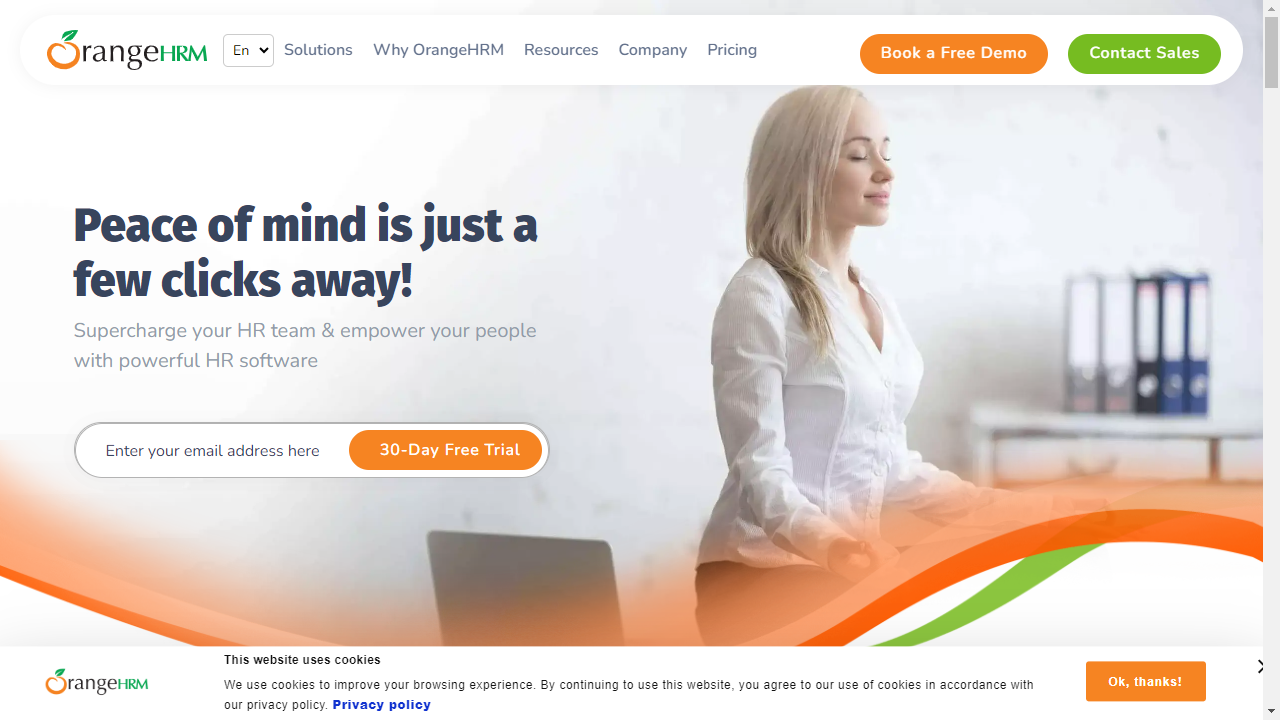 OrangeHRM
En
Solutions
Why OrangeHRM
Resources
Company
Pricing
Book a Free Demo
Contact Sales
Peace of mind is just a
few clicks away!
Supercharge your HR team & empower your people
with powerful HR software
Enter your email address here
30-Day Free Trial
OrangeHRM
This website uses cookies
We use cookies to improve your browsing experience. By continuing to use this website, you agree to our use of cookies in accordance with
our privacy policy. Privacy policy
Ok, thanks!